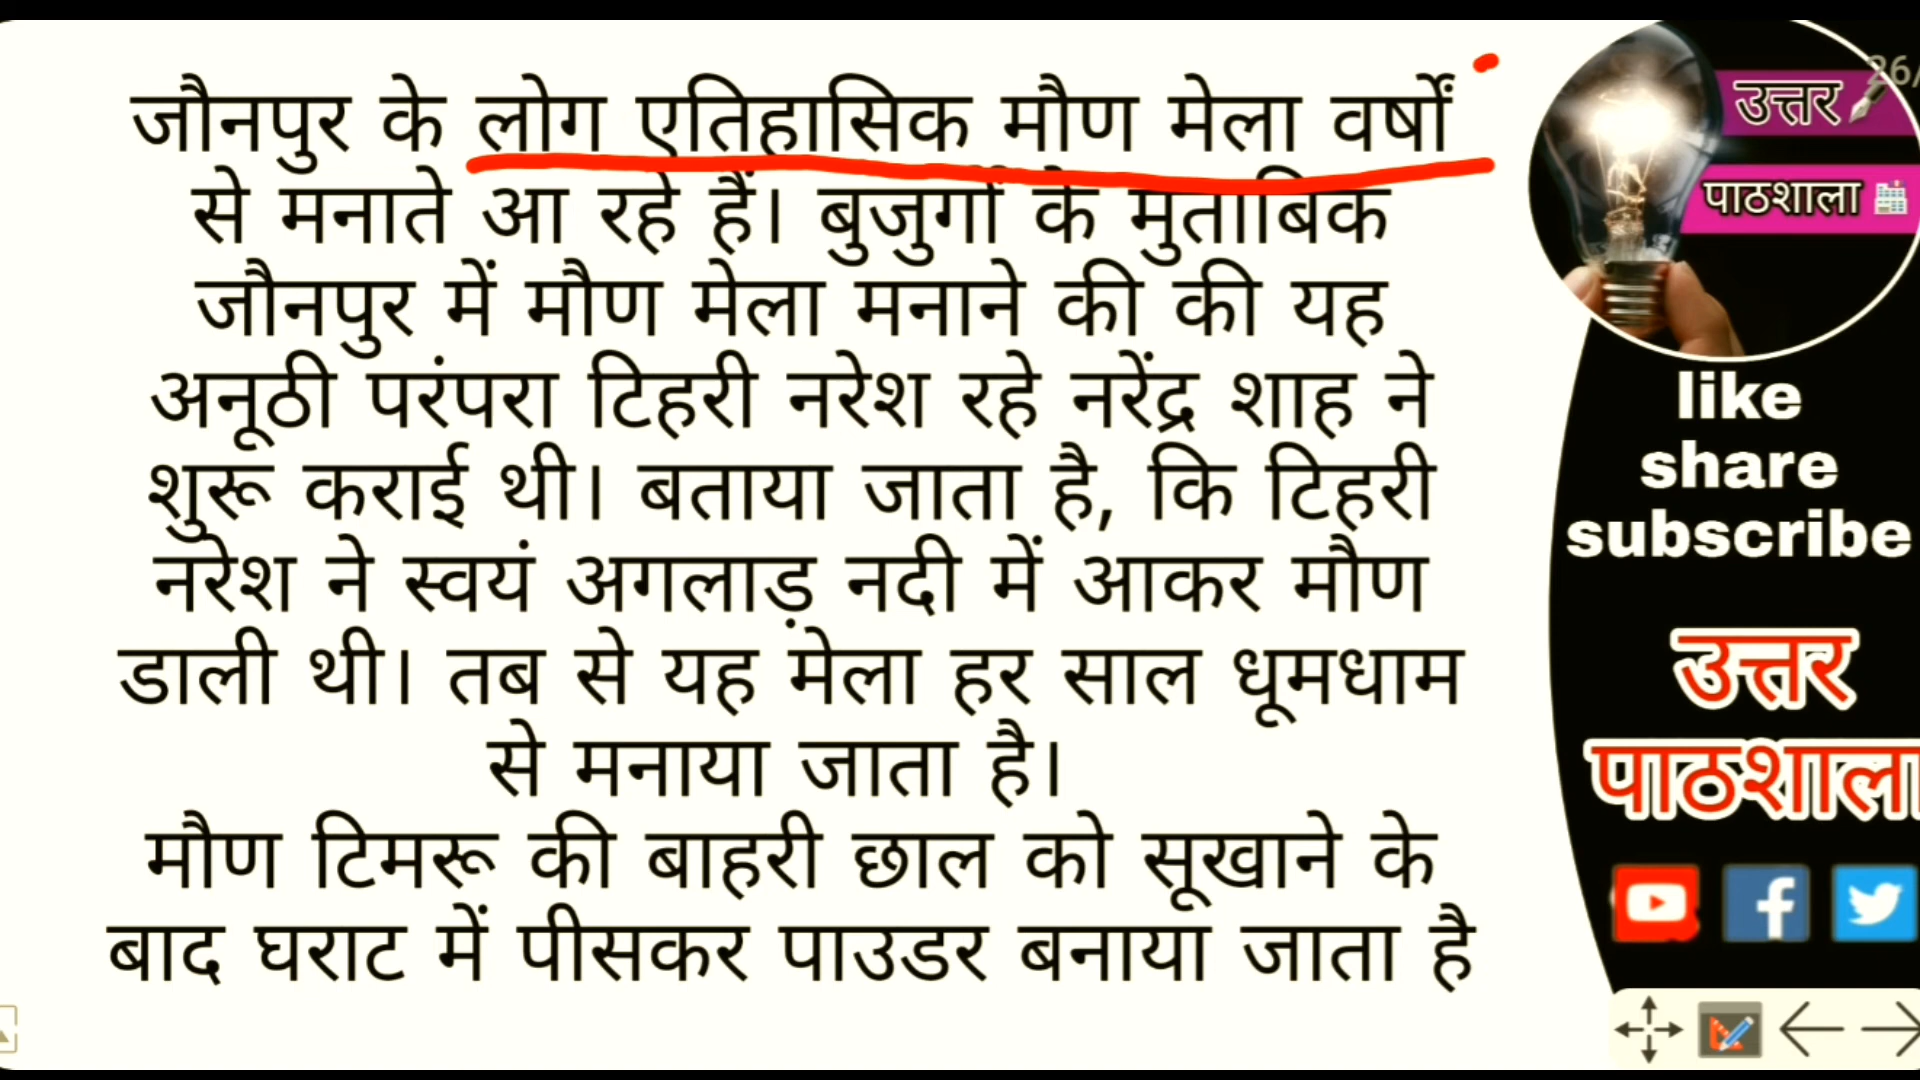 जौनपुर के लोग एतिहासिक मौण मेला वर्षों
से मनाते आ रहे हैं। बुजुर्गों के मुताबिक
जौनपुर में मौण मेला मनाने की की यह
अनूठी परंपरा टिहरी नरेश रहे नरेंद्र शाह ने
शुरू कराई थी। बताया जाता है, कि टिहरी
नरेश ने स्वयं अगलाड़ नदी में आकर मौण
डाली थी। तब से यह मेला हर साल धूमधाम
से मनाया जाता है।
मौण टिमरू की बाहरी छाल को सूखाने के
बाद घराट में पीसकर पाउडर बनाया जाता है
उत्तर
26/
पाठशाला
like
share
subscribe
उत्तर
पाठशाला